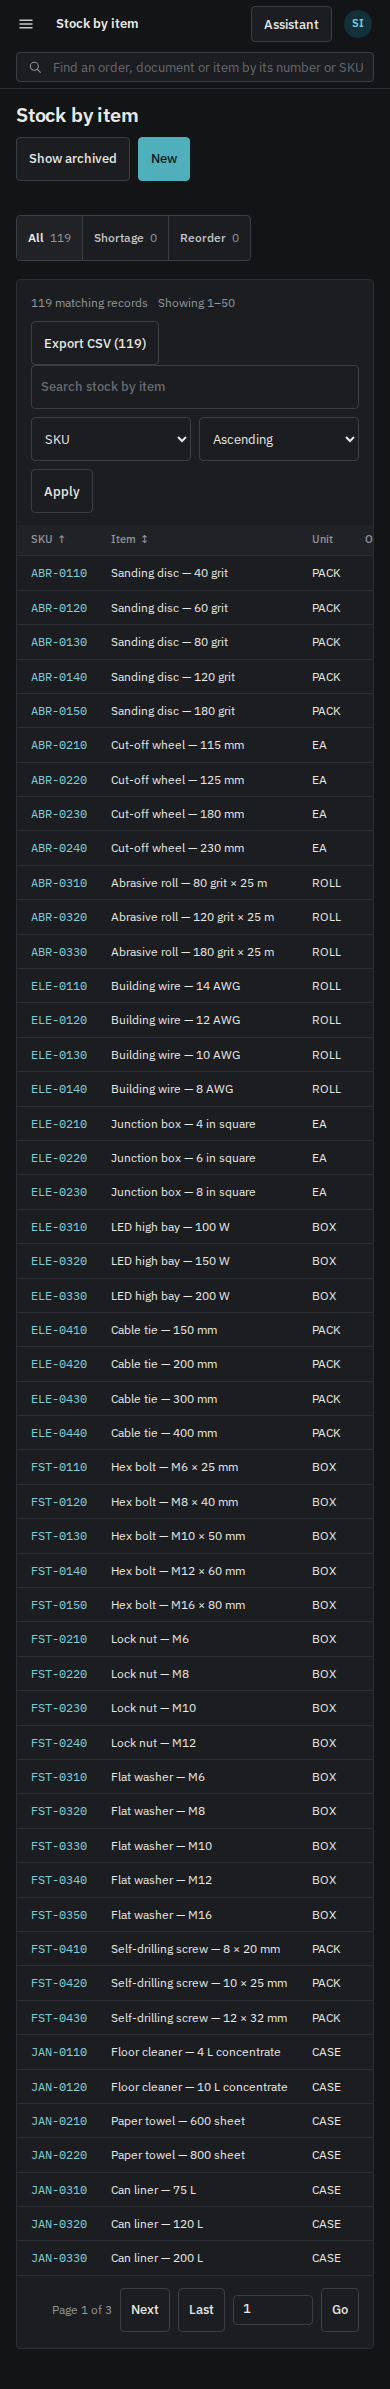 Stock by item
Assistant
SI
Find an order, document or item by its number or SKU
Stock by item
Show archived
New
All 119
Shortage 0
Reorder 0
119 matching records Showing 1–50
Export CSV (119)
Search stock by item
SKU
Ascending
Apply
SKU ↑ Item ↕ Unit O
ABR-0110 Sanding disc — 40 grit PACK
ABR-0120 Sanding disc — 60 grit PACK
ABR-0130 Sanding disc — 80 grit PACK
ABR-0140 Sanding disc — 120 grit PACK
ABR-0150 Sanding disc — 180 grit PACK
ABR-0210 Cut-off wheel — 115 mm EA
ABR-0220 Cut-off wheel — 125 mm EA
ABR-0230 Cut-off wheel — 180 mm EA
ABR-0240 Cut-off wheel — 230 mm EA
ABR-0310 Abrasive roll — 80 grit × 25 m ROLL
ABR-0320 Abrasive roll — 120 grit × 25 m ROLL
ABR-0330 Abrasive roll — 180 grit × 25 m ROLL
ELE-0110 Building wire — 14 AWG ROLL
ELE-0120 Building wire — 12 AWG ROLL
ELE-0130 Building wire — 10 AWG ROLL
ELE-0140 Building wire — 8 AWG ROLL
ELE-0210 Junction box — 4 in square EA
ELE-0220 Junction box — 6 in square EA
ELE-0230 Junction box — 8 in square EA
ELE-0310 LED high bay — 100 W BOX
ELE-0320 LED high bay — 150 W BOX
ELE-0330 LED high bay — 200 W BOX
ELE-0410 Cable tie — 150 mm PACK
ELE-0420 Cable tie — 200 mm PACK
ELE-0430 Cable tie — 300 mm PACK
ELE-0440 Cable tie — 400 mm PACK
FST-0110 Hex bolt — M6 × 25 mm BOX
FST-0120 Hex bolt — M8 × 40 mm BOX
FST-0130 Hex bolt — M10 × 50 mm BOX
FST-0140 Hex bolt — M12 × 60 mm BOX
FST-0150 Hex bolt — M16 × 80 mm BOX
FST-0210 Lock nut — M6 BOX
FST-0220 Lock nut — M8 BOX
FST-0230 Lock nut — M10 BOX
FST-0240 Lock nut — M12 BOX
FST-0310 Flat washer — M6 BOX
FST-0320 Flat washer — M8 BOX
FST-0330 Flat washer — M10 BOX
FST-0340 Flat washer — M12 BOX
FST-0350 Flat washer — M16 BOX
FST-0410 Self-drilling screw — 8 × 20 mm PACK
FST-0420 Self-drilling screw — 10 × 25 mm PACK
FST-0430 Self-drilling screw — 12 × 32 mm PACK
JAN-0110 Floor cleaner — 4 L concentrate CASE
JAN-0120 Floor cleaner — 10 L concentrate CASE
JAN-0210 Paper towel — 600 sheet CASE
JAN-0220 Paper towel — 800 sheet CASE
JAN-0310 Can liner — 75 L CASE
JAN-0320 Can liner — 120 L CASE
JAN-0330 Can liner — 200 L CASE
Page 1 of 3 Next Last 1 Go